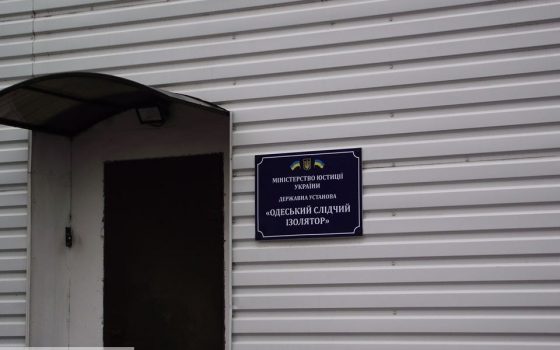 МІНІСТЕРСТВО ЮСТИЦІЇ
УКРАЇНИ
ДЕРЖАВНА УСТАНОВА
«ОДЕСЬКИЙ СЛІДЧИЙ
ІЗОЛЯТОР»